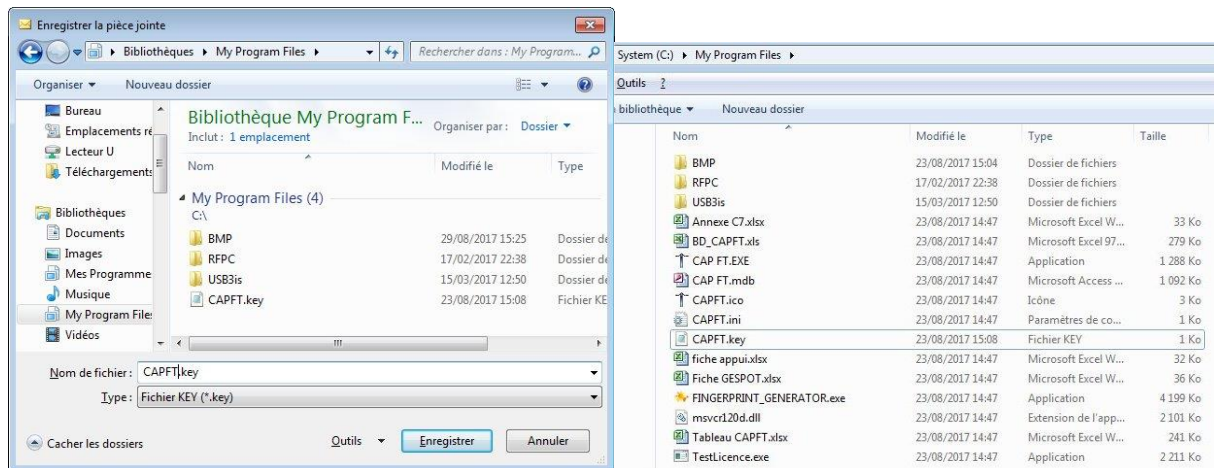 Enregistrer la pièce jointe
Bibliothèques My Program Files
Rechercher dans : My Program...
Organiser Nouveau dossier
Bureau
Emplacements ré
Lecteur U
Téléchargements
Bibliothèques
Documents
Images
Mes Programme
Musique
My Program Files
Vidéos
Bibliothèque My Program F...
Inclut : 1 emplacement
Organiser par : Dossier
Nom Modifié le Type
My Program Files (4)
C:\
BMP 29/08/2017 15:25 Dossier de
RFPC 17/02/2017 22:38 Dossier de
USB3is 15/03/2017 12:50 Dossier de
CAPFT.key 23/08/2017 15:08 Fichier KE
Nom de fichier : CAPFT.key
Type : Fichier KEY (*.key)
Cacher les dossiers Outils Enregistrer Annuler
System (C:) My Program Files
Outils ?
bibliothèque Nouveau dossier
Nom Modifié le Type Taille
BMP 23/08/2017 15:04 Dossier de fichiers
RFPC 17/02/2017 22:38 Dossier de fichiers
USB3is 15/03/2017 12:50 Dossier de fichiers
Annexe C7.xlsx 23/08/2017 14:47 Microsoft Excel W... 33 Ko
BD_CAPFT.xls 23/08/2017 14:47 Microsoft Excel 97... 279 Ko
CAP FT.EXE 23/08/2017 14:47 Application 1 288 Ko
CAP FT.mdb 23/08/2017 14:47 Microsoft Access ... 1 092 Ko
CAPFT.ico 23/08/2017 14:47 Icône 3 Ko
CAPFT.ini 23/08/2017 14:47 Paramètres de co... 1 Ko
CAPFT.key 23/08/2017 15:08 Fichier KEY 1 Ko
fiche appui.xlsx 23/08/2017 14:47 Microsoft Excel W... 32 Ko
Fiche GESPOT.xlsx 23/08/2017 14:47 Microsoft Excel W... 36 Ko
FINGERPRINT_GENERATOR.exe 23/08/2017 14:47 Application 4 199 Ko
msvcr120d.dll 23/08/2017 14:47 Extension de l'app... 2 101 Ko
Tableau CAPFT.xlsx 23/08/2017 14:47 Microsoft Excel W... 241 Ko
TestLicence.exe 23/08/2017 14:47 Application 2 211 Ko